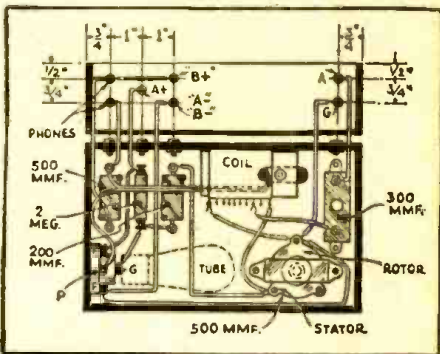 3/4" 1" 1" 3/4"
1/2" B+ A 1/2"
3/4" A+ A- 3/4"
B- G
PHONES
COIL
500 MMF.
2 MEG.
300 MMF.
200 MMF.
ROTOR
P G TUBE
F
500 MMF. STATOR